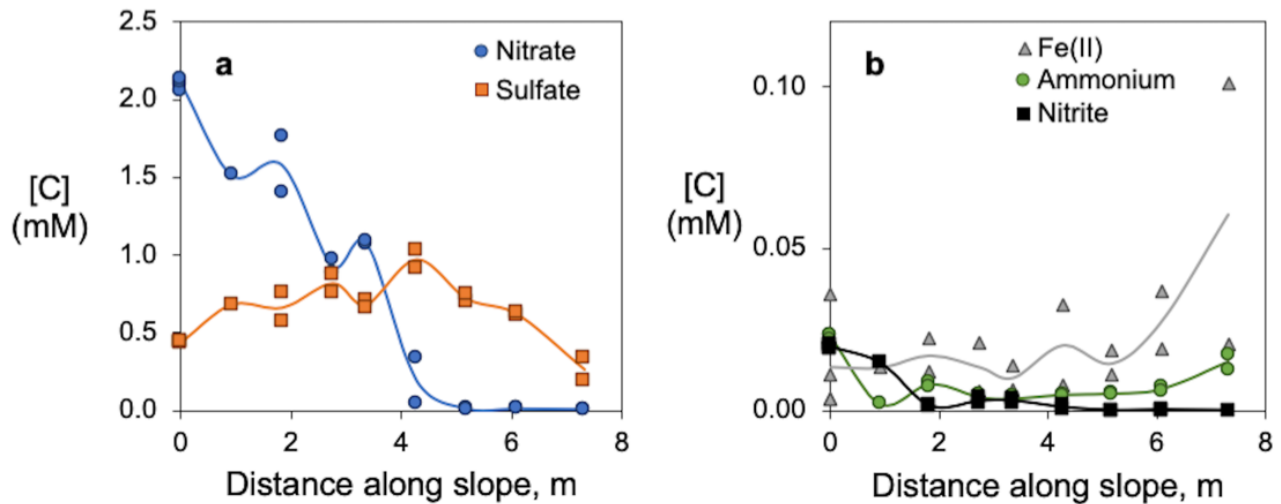 a
Nitrate
Sulfate
2.5
2.0
1.5
1.0
0.5
0.0
[C]
(mM)
0 2 4 6 8
Distance along slope, m
b
Fe(II)
Ammonium
Nitrite
0.10
0.05
0.00
[C]
(mM)
0 2 4 6 8
Distance along slope, m